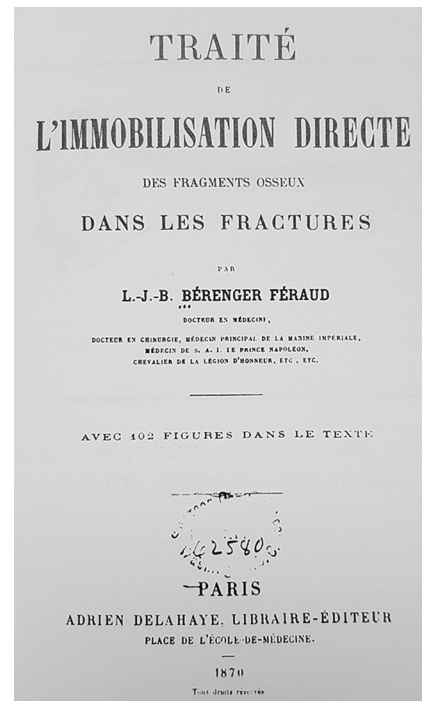 TRAITÉ
DE
L'IMMOBILISATION DIRECTE
DES FRAGMENTS OSSEUX
DANS LES FRACTURES
PAR
L.-J.-B. BÉRENGER FÉRAUD
DOCTEUR EN MÉDECINE,
DOCTEUR EN CHIRURGIE, MÉDECIN PRINCIPAL DE LA MARINE IMPÉRIALE,
MÉDECIN DE S. A. I. LE PRINCE NAPOLÉON,
CHEVALIER DE LA LÉGION D'HONNEUR, ETC., ETC.
AVEC 102 FIGURES DANS LE TEXTE
62580
PARIS
ADRIEN DELAHAYE, LIBRAIRE-ÉDITEUR
PLACE DE L'ÉCOLE-DE-MÉDECINE.
1870
Tous droits réservés.